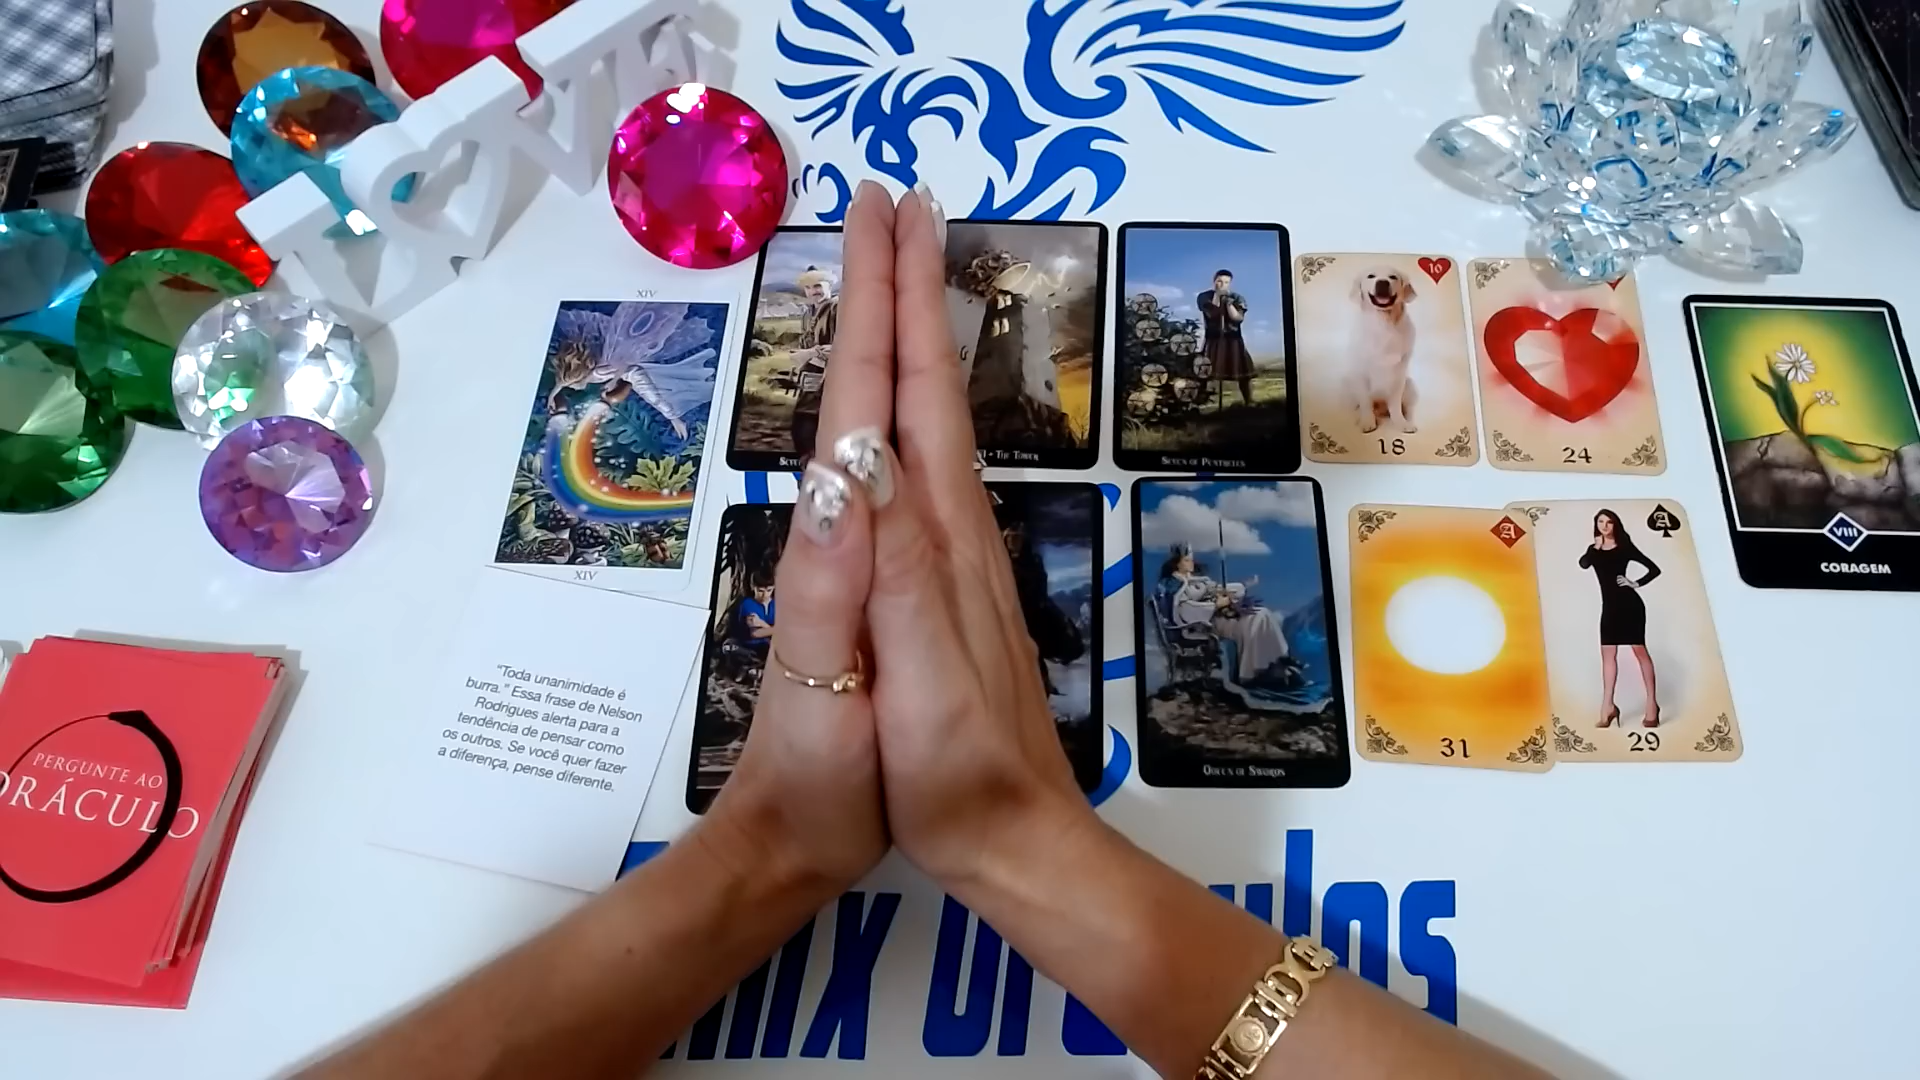 LOVE
XIV
XIV
THE TOWER
SEVEN OF PENTACLES
10
18
24
VIII
CORAGEM
QUEEN OF SWORDS
A
31
A
29
"Toda unanimidade é
burra." Essa frase de Nelson
Rodrigues alerta para a
tendência de pensar como
os outros. Se você quer fazer
a diferença, pense diferente.
PERGUNTE AO
ORÁCULO